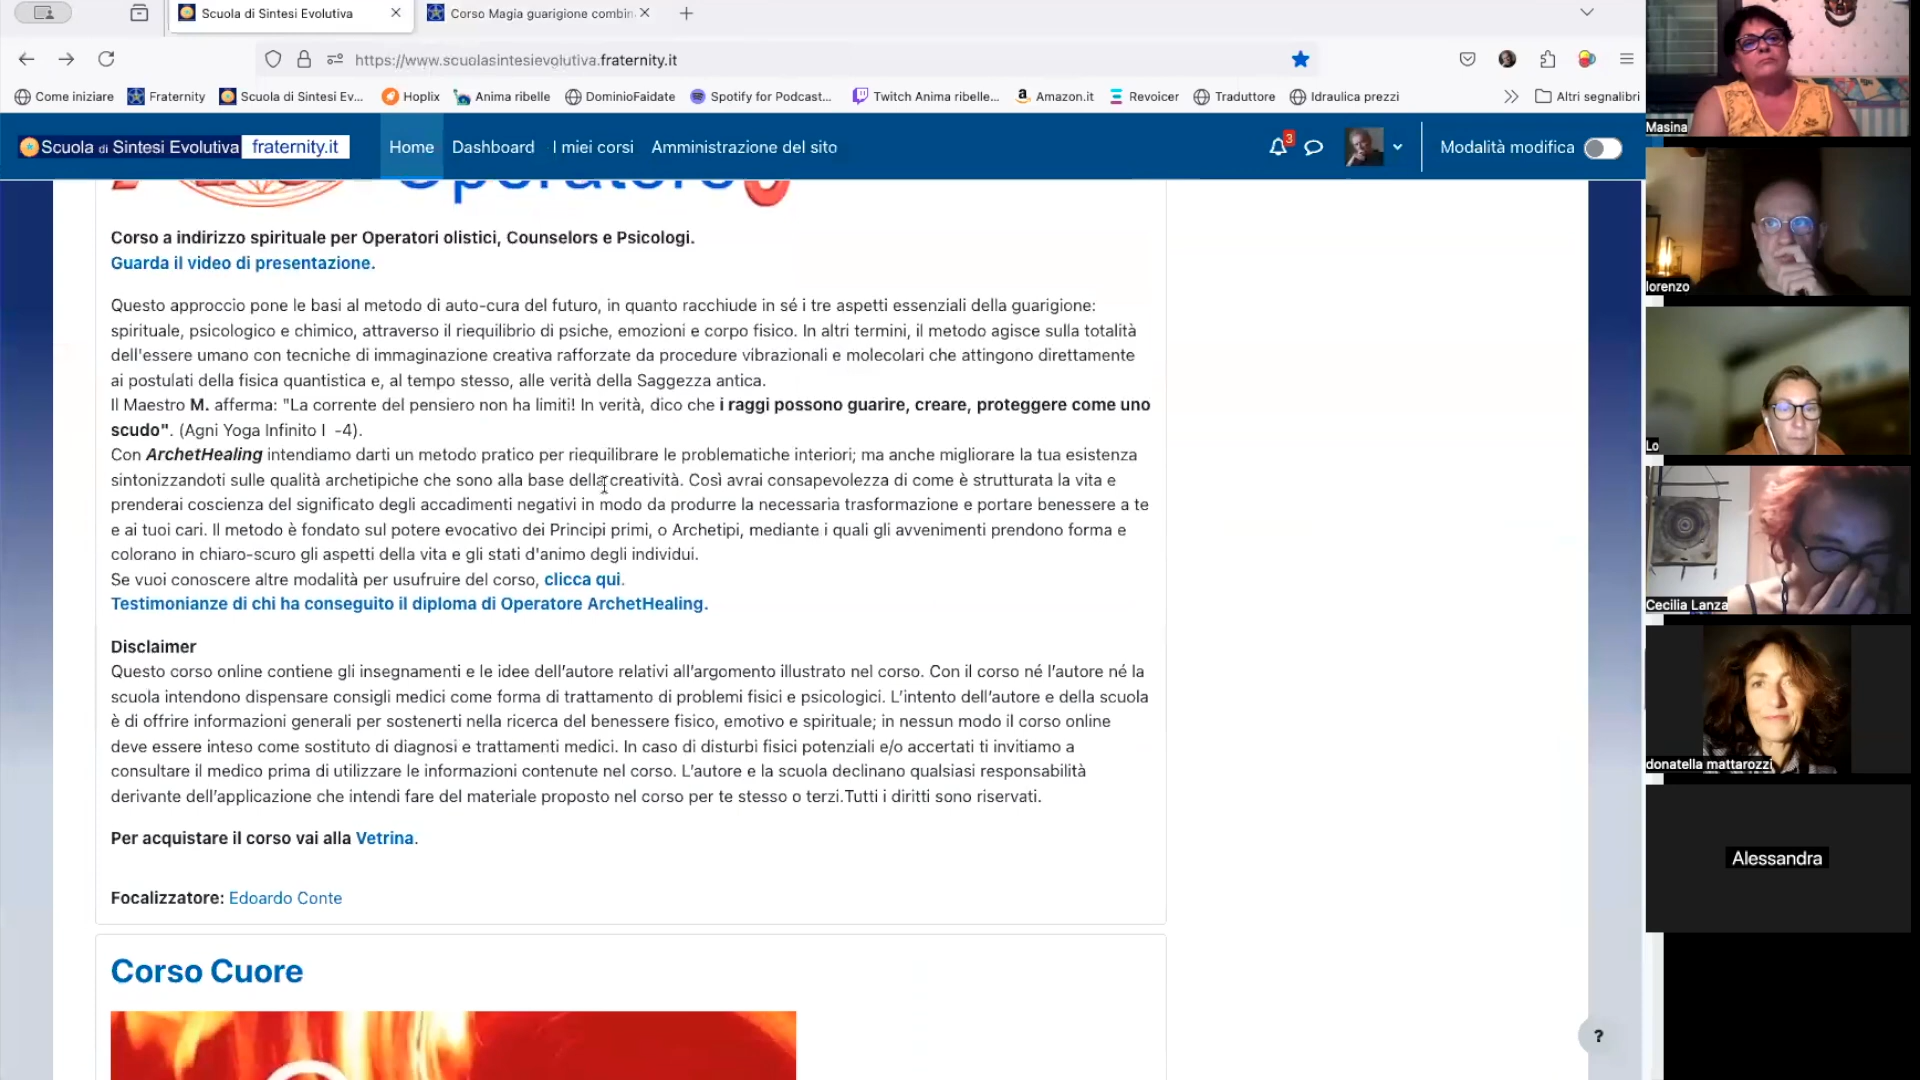 Scuola di Sintesi Evolutiva
Corso Magia guarigione combin
https://www.scuolasintesievolutiva.fraternity.it
Come iniziare
Fraternity
Scuola di Sintesi Ev...
Hoplix
Anima ribelle
DominioFaidate
Spotify for Podcast...
Twitch Anima ribelle...
Amazon.it
Revoicer
Traduttore
Idraulica prezzi
Altri segnalibri
Scuola di Sintesi Evolutiva fraternity.it
Home
Dashboard
I miei corsi
Amministrazione del sito
3
Modalità modifica
Corso a indirizzo spirituale per Operatori olistici, Counselors e Psicologi.
Guarda il video di presentazione.
Questo approccio pone le basi al metodo di auto-cura del futuro, in quanto racchiude in sé i tre aspetti essenziali della guarigione:
spirituale, psicologico e chimico, attraverso il riequilibrio di psiche, emozioni e corpo fisico. In altri termini, il metodo agisce sulla totalità
dell'essere umano con tecniche di immaginazione creativa rafforzate da procedure vibrazionali e molecolari che attingono direttamente
ai postulati della fisica quantistica e, al tempo stesso, alle verità della Saggezza antica.
Il Maestro M. afferma: "La corrente del pensiero non ha limiti! In verità, dico che i raggi possono guarire, creare, proteggere come uno
scudo". (Agni Yoga Infinito I -4).
Con ArchetHealing intendiamo darti un metodo pratico per riequilibrare le problematiche interiori; ma anche migliorare la tua esistenza
sintonizzandoti sulle qualità archetipiche che sono alla base della creatività. Così avrai consapevolezza di come è strutturata la vita e
prenderai coscienza del significato degli accadimenti negativi in modo da produrre la necessaria trasformazione e portare benessere a te
e ai tuoi cari. Il metodo è fondato sul potere evocativo dei Principi primi, o Archetipi, mediante i quali gli avvenimenti prendono forma e
colorano in chiaro-scuro gli aspetti della vita e gli stati d'animo degli individui.
Se vuoi conoscere altre modalità per usufruire del corso, clicca qui.
Testimonianze di chi ha conseguito il diploma di Operatore ArchetHealing.
Disclaimer
Questo corso online contiene gli insegnamenti e le idee dell’autore relativi all’argomento illustrato nel corso. Con il corso né l’autore né la
scuola intendono dispensare consigli medici come forma di trattamento di problemi fisici e psicologici. L’intento dell’autore e della scuola
è di offrire informazioni generali per sostenerti nella ricerca del benessere fisico, emotivo e spirituale; in nessun modo il corso online
deve essere inteso come sostituto di diagnosi e trattamenti medici. In caso di disturbi fisici potenziali e/o accertati ti invitiamo a
consultare il medico prima di utilizzare le informazioni contenute nel corso. L’autore e la scuola declinano qualsiasi responsabilità
derivante dell’applicazione che intendi fare del materiale proposto nel corso per te stesso o terzi.Tutti i diritti sono riservati.
Per acquistare il corso vai alla Vetrina.
Focalizzatore: Edoardo Conte
Corso Cuore
?
Masina
lorenzo
Lo
Cecilia Lanza
donatella mattarozzi
Alessandra